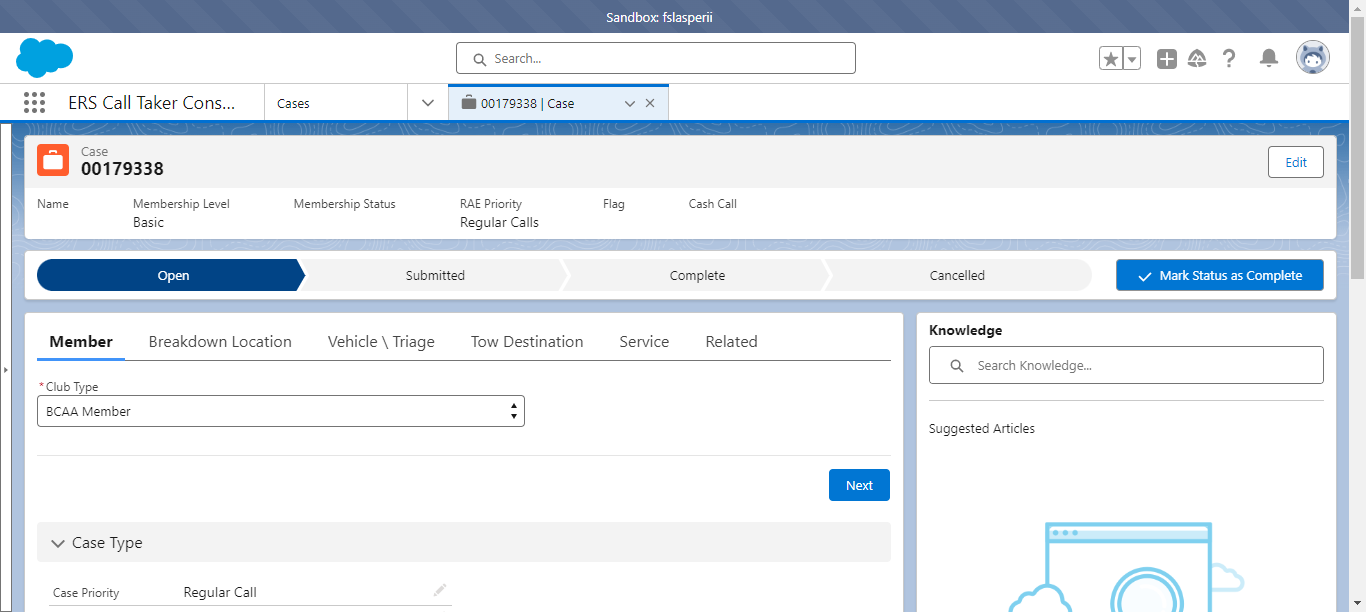 Sandbox: fslasperii
Search...
ERS Call Taker Cons...
Cases
00179338 | Case
Case
00179338
Edit
Name
Membership Level
Membership Status
RAE Priority
Flag
Cash Call
Basic
Regular Calls
Open
Submitted
Complete
Cancelled
Mark Status as Complete
Member
Breakdown Location
Vehicle \ Triage
Tow Destination
Service
Related
*Club Type
BCAA Member
Next
Case Type
Case Priority
Regular Call
Knowledge
Search Knowledge...
Suggested Articles